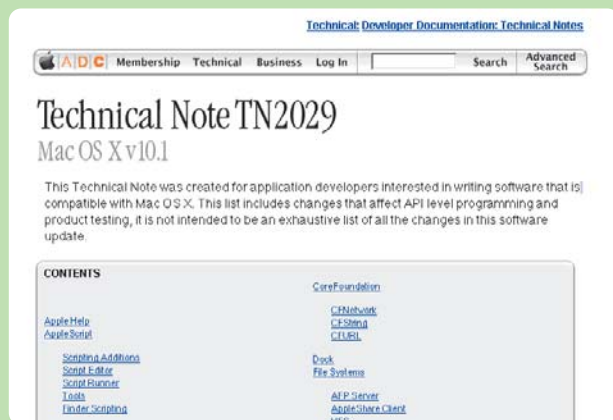 Technical: Developer Documentation: Technical Notes
ADC Membership Technical Business Log In Search Advanced Search
Technical Note TN2029
Mac OS X v10.1
This Technical Note was created for application developers interested in writing software that is
compatible with Mac OS X. This list includes changes that affect API level programming and
product testing, it is not intended to be an exhaustive list of all the changes in this software
update.
CONTENTS
Apple Help
AppleScript
Scripting Additions
Script Editor
Script Runner
Tools
Finder Scripting
CoreFoundation
CFNetwork
CFString
CFURL
Dock
File Systems
AFP Server
AppleShare Client